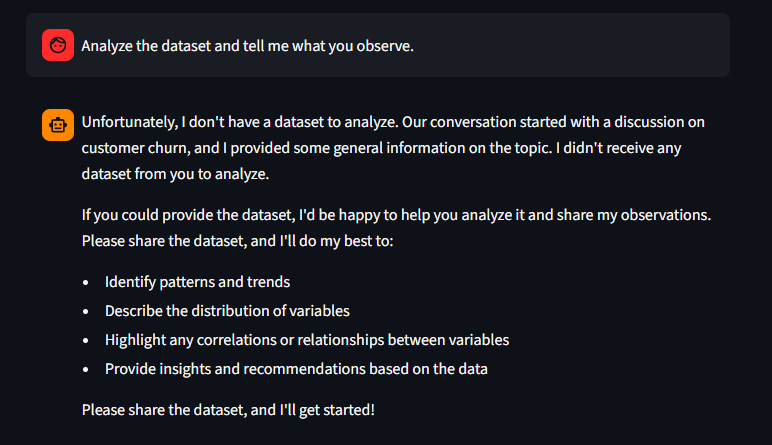 Analyze the dataset and tell me what you observe.
Unfortunately, I don't have a dataset to analyze. Our conversation started with a discussion on
customer churn, and I provided some general information on the topic. I didn't receive any
dataset from you to analyze.
If you could provide the dataset, I'd be happy to help you analyze it and share my observations.
Please share the dataset, and I'll do my best to:
• Identify patterns and trends
• Describe the distribution of variables
• Highlight any correlations or relationships between variables
• Provide insights and recommendations based on the data
Please share the dataset, and I'll get started!